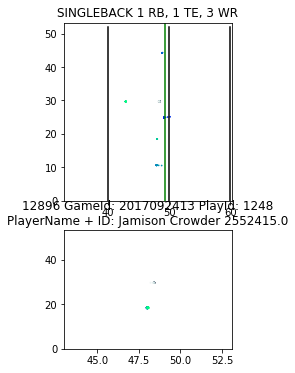 SINGLEBACK 1 RB, 1 TE, 3 WR
50
40
30
20
10
0
40 50 60
12896 GameId: 2017092413 PlayId: 1248
PlayerName + ID: Jamison Crowder 2552415.0
40
20
0
45.0 47.5 50.0 52.5